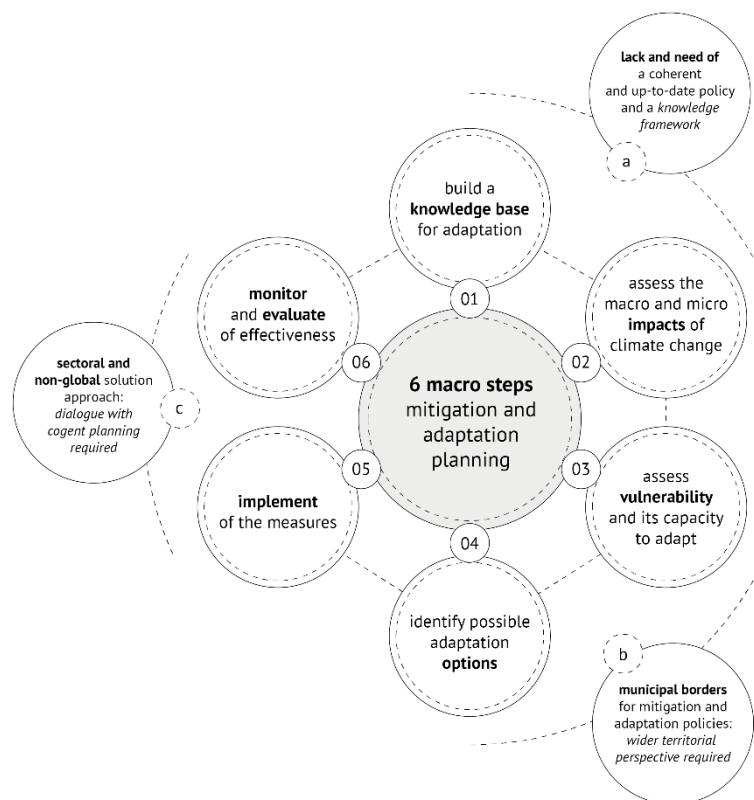 6 macro steps
mitigation and
adaptation
planning
01
build a
knowledge base
for adaptation
02
assess the
macro and micro
impacts of
climate change
03
assess
vulnerability
and its capacity
to adapt
04
identify possible
adaptation
options
05
implement
of the measures
06
monitor
and evaluate
of effectiveness
a
lack and need of
a coherent
and up-to-date policy
and a knowledge
framework
b
municipal borders
for mitigation and
adaptation policies:
wider territorial
perspective required
c
sectoral and
non-global solution
approach:
dialogue with
cogent planning
required